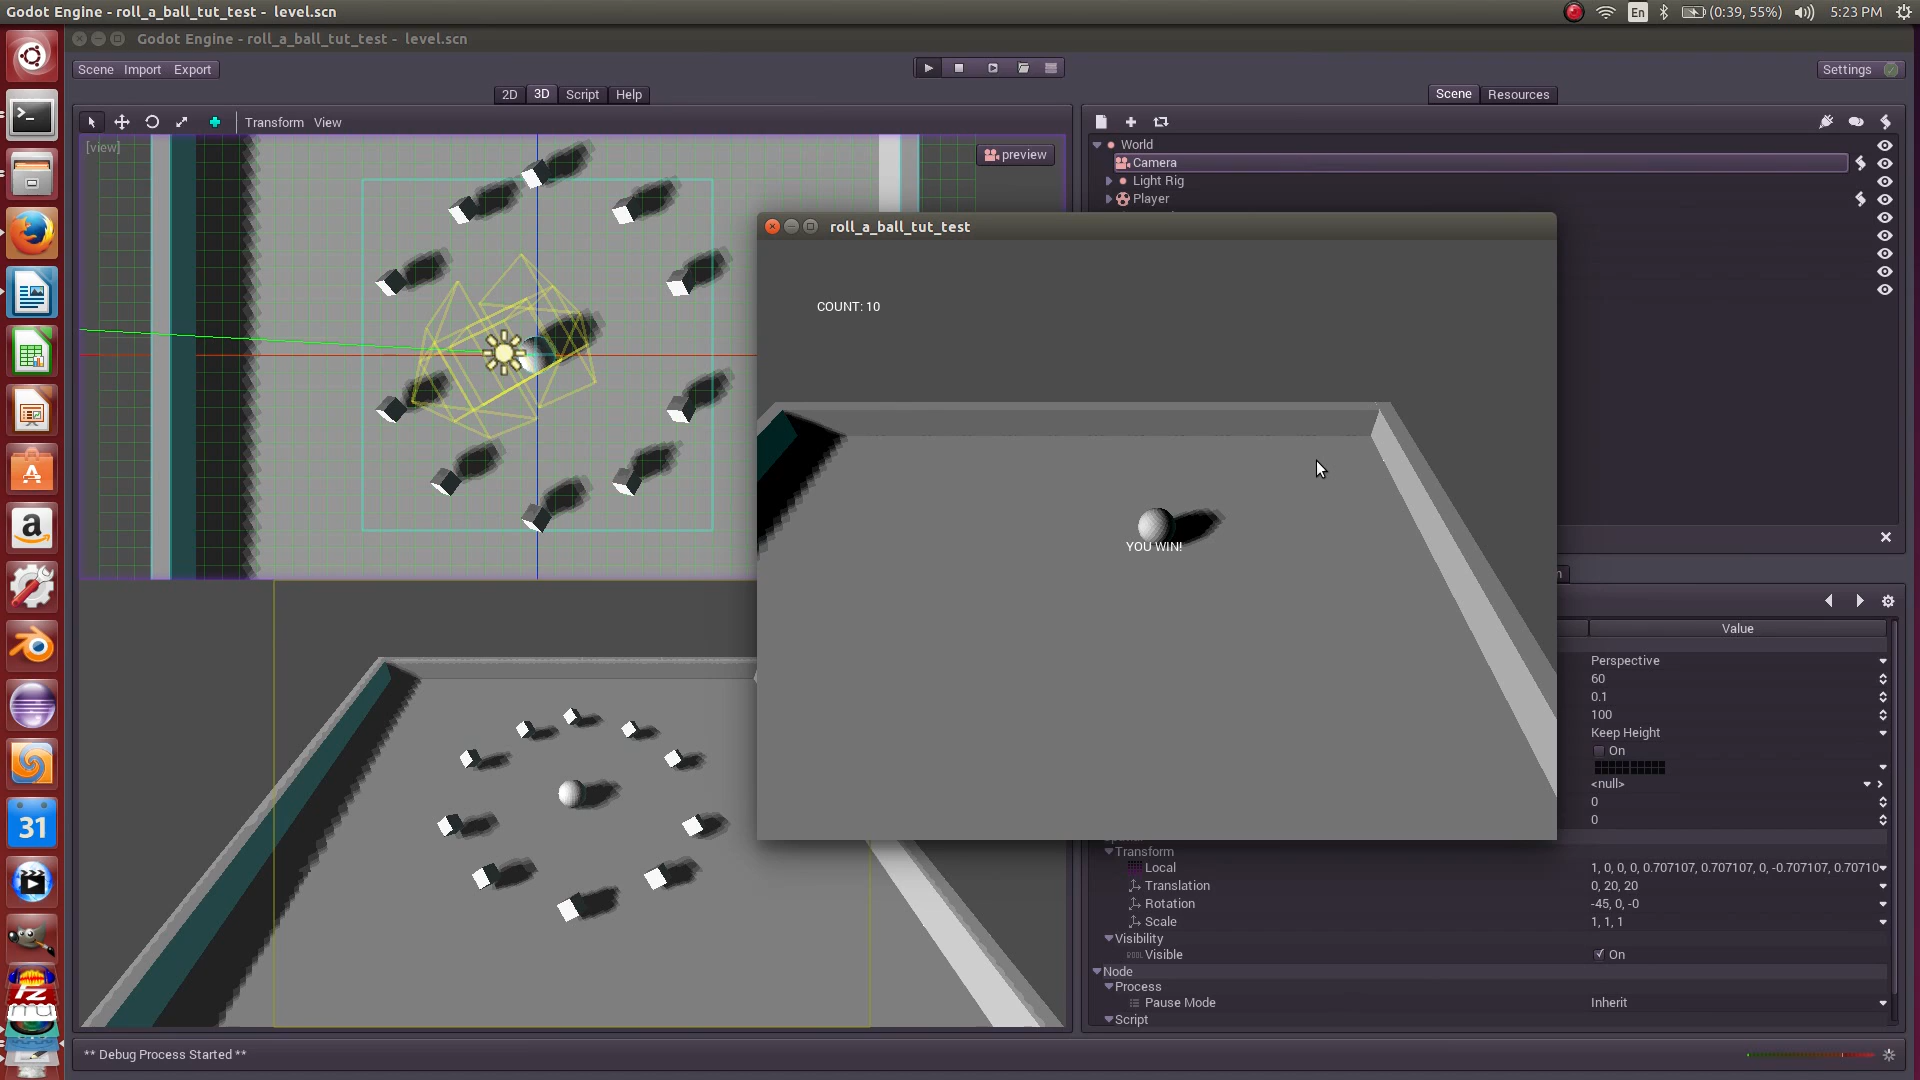 Godot Engine - roll_a_ball_tut_test - level.scn
En (0:39, 55%) 5:23 PM
Godot Engine - roll_a_ball_tut_test - level.scn
Scene Import Export
Settings
2D 3D Script Help
Scene Resources
Transform View
[view]
preview
World
Camera
Light Rig
Player
roll_a_ball_tut_test
COUNT: 10
YOU WIN!
Value
Perspective
60
0.1
100
Keep Height
On
<null>
0
0
Transform
Local 1, 0, 0, 0, 0.707107, 0.707107, 0, -0.707107, 0.70710
Translation 0, 20, 20
Rotation -45, 0, -0
Scale 1, 1, 1
Visibility
Visible On
Node
Process
Pause Mode Inherit
Script
** Debug Process Started **
a
31
Fz